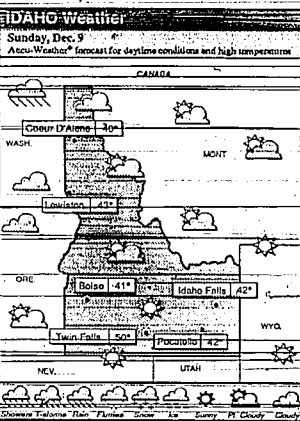 IDAHO Weather
Sunday, Dec. 9
Accu-Weather® forecast for daytime conditions and high temperatures
CANADA
Coeur D'Alene 40°
WASH.
MONT
Lewiston 43°
ORE.
Boise 41°
Idaho Falls 42°
WYO.
Twin Falls 50°
Pocatello 42°
NEV.
UTAH
Showers T-storms Rain Flurries Snow Ice Sunny Pt. Cloudy Cloudy